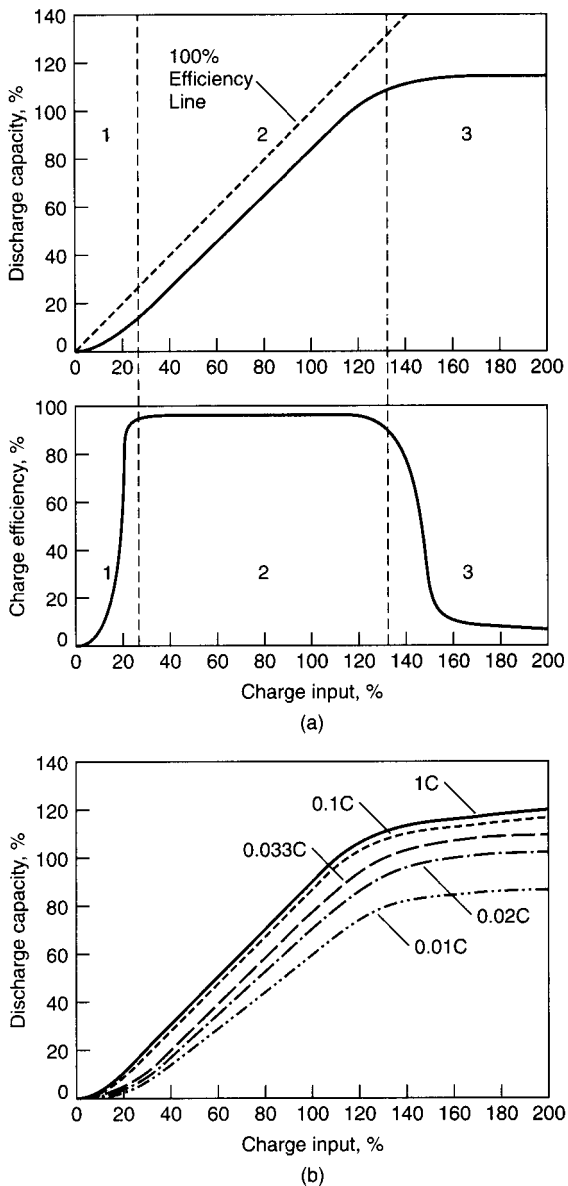 140
120
100
80
60
40
20
0
Discharge capacity, %
100%
Efficiency
Line
1
2
3
0 20 40 60 80 100 120 140 160 180 200
100
80
60
40
20
0
Charge efficiency, %
1
2
3
0 20 40 60 80 100 120 140 160 180 200
Charge input, %
(a)
140
120
100
80
60
40
20
0
Discharge capacity, %
1C
0.1C
0.033C
0.02C
0.01C
0 20 40 60 80 100 120 140 160 180 200
Charge input, %
(b)